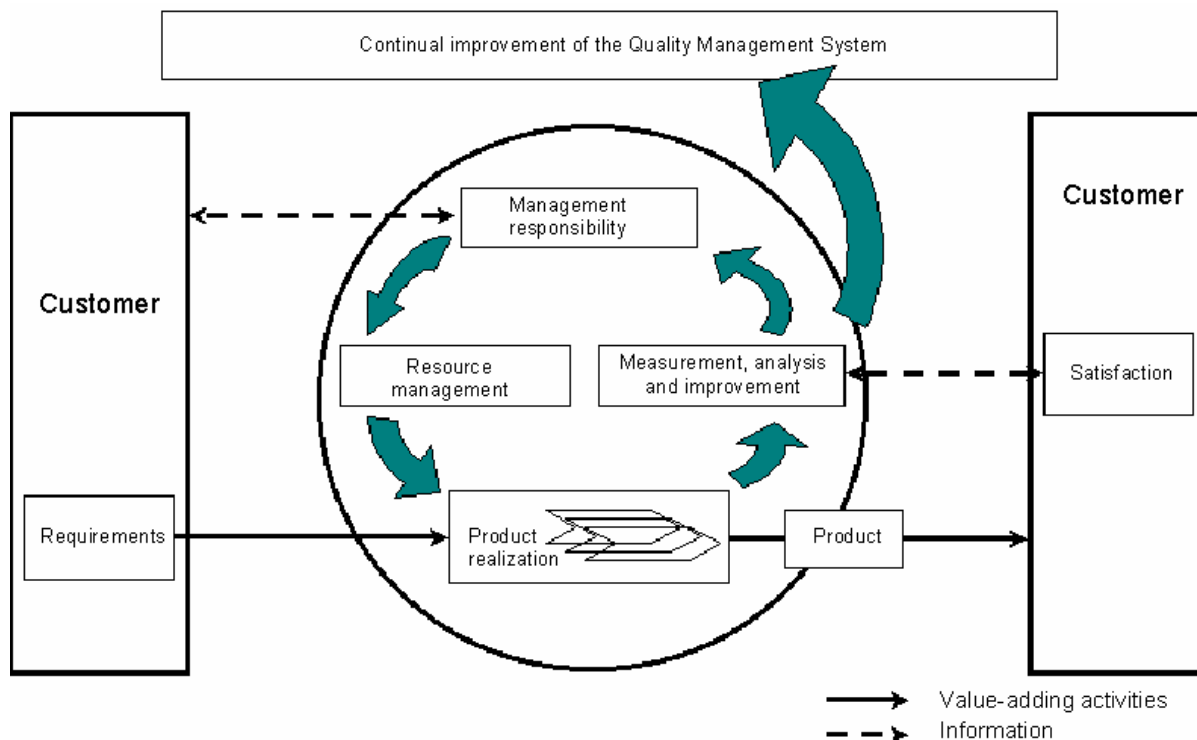 Continual improvement of the Quality Management System
Customer
Requirements
Management
responsibility
Resource
management
Measurement, analysis
and improvement
Product
realization
Product
Customer
Satisfaction
Value-adding activities
Information